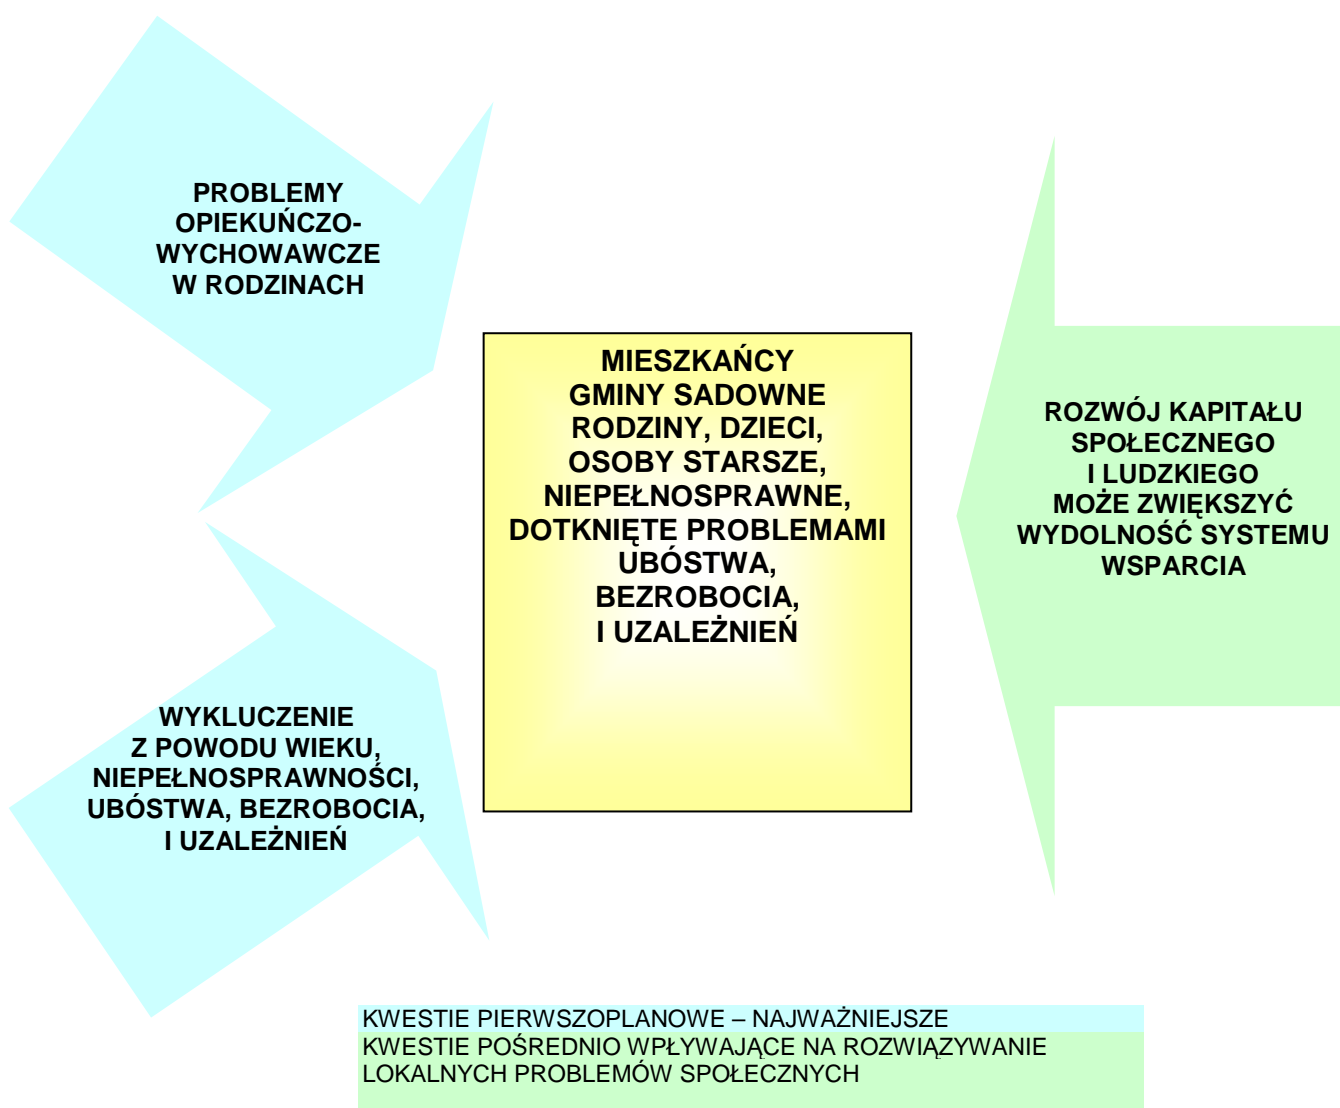 PROBLEMY
OPIEKUŃCZO-
WYCHOWAWCZE
W RODZINACH
MIESZKAŃCY
GMINY SADOWNE
RODZINY, DZIECI,
OSOBY STARSZE,
NIEPEŁNOSPRAWNE,
DOTKNIĘTE PROBLEMAMI
UBÓSTWA,
BEZROBOCIA,
I UZALEŻNIEŃ
ROZWÓJ KAPITAŁU
SPOŁECZNEGO
I LUDZKIEGO
MOŻE ZWIĘKSZYĆ
WYDOLNOŚĆ SYSTEMU
WSPARCIA
WYKLUCZENIE
Z POWODU WIEKU,
NIEPEŁNOSPRAWNOŚCI,
UBÓSTWA, BEZROBOCIA,
I UZALEŻNIEŃ
KWESTIE PIERWSZOPLANOWE – NAJWAŻNIEJSZE
KWESTIE POŚREDNIO WPŁYWAJĄCE NA ROZWIĄZYWANIE
LOKALNYCH PROBLEMÓW SPOŁECZNYCH